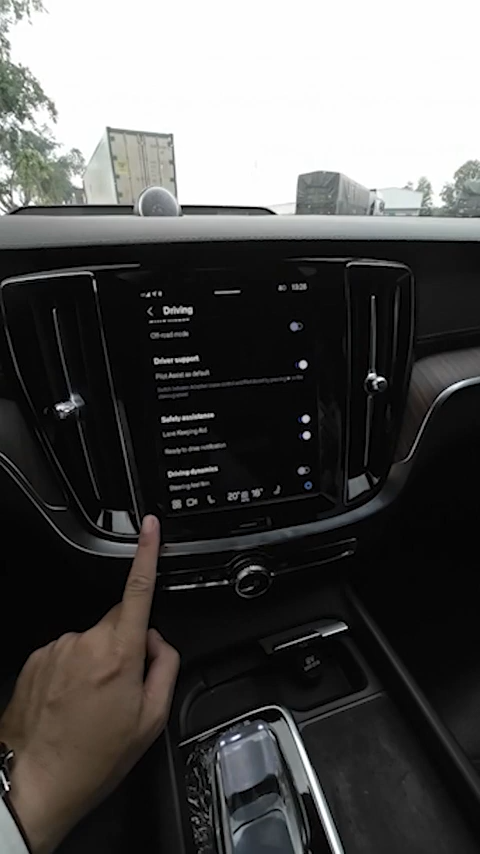 13:28
Driving
Off-road mode
Driver support
Pilot Assist as default
Safety assistance
Lane Keeping Aid
Ready to drive notification
Driving dynamics
Steering feel firm
20° 16°